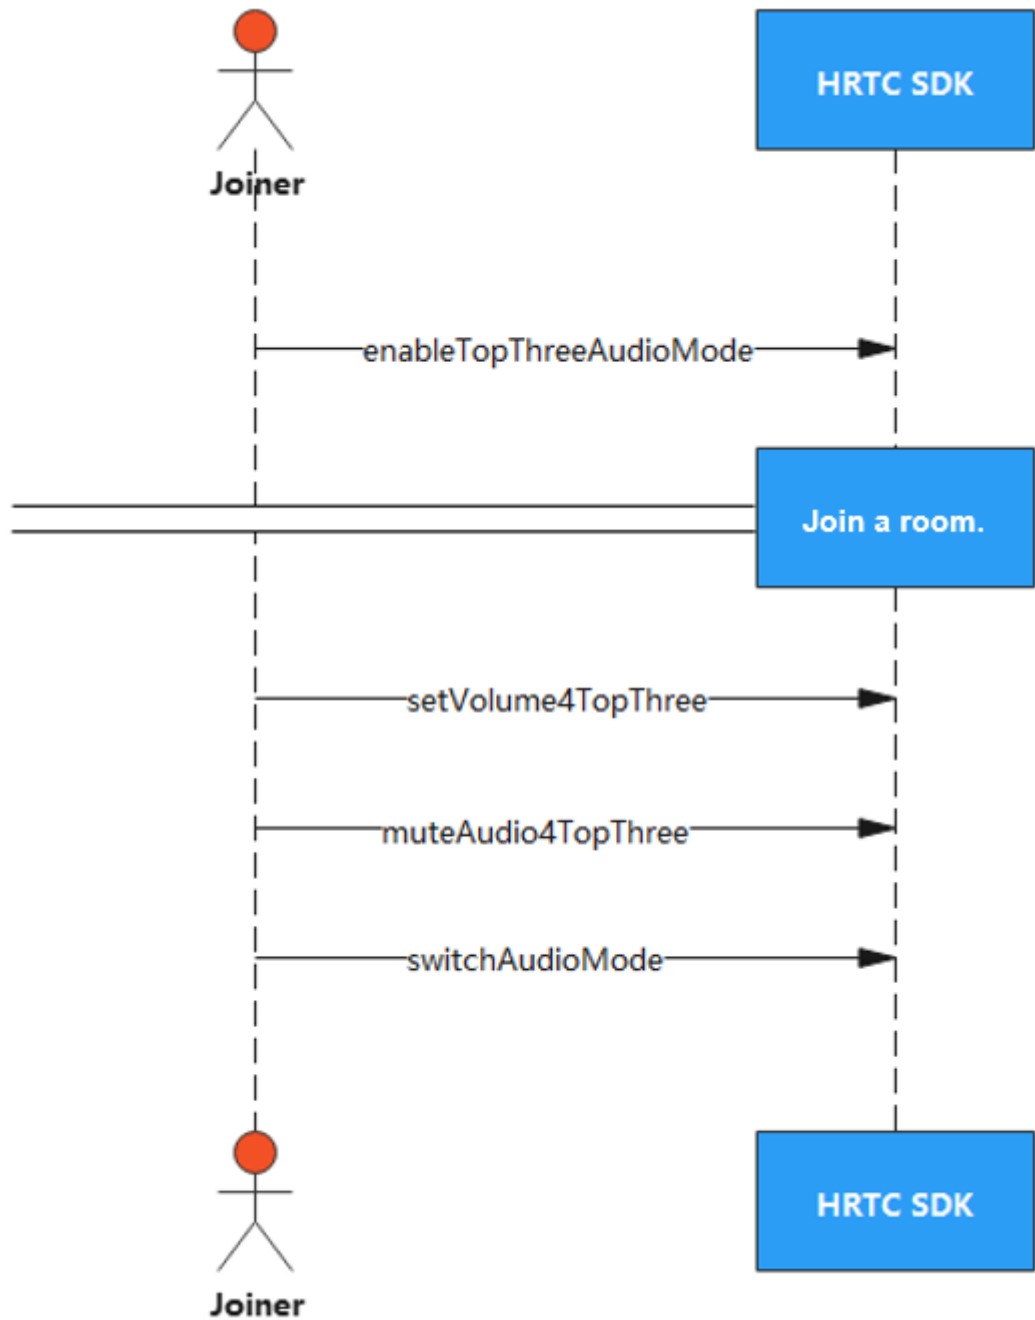 HRTC SDK
Joiner
enableTopThreeAudioMode
Join a room.
setVolume4TopThree
muteAudio4TopThree
switchAudioMode
HRTC SDK
Joiner